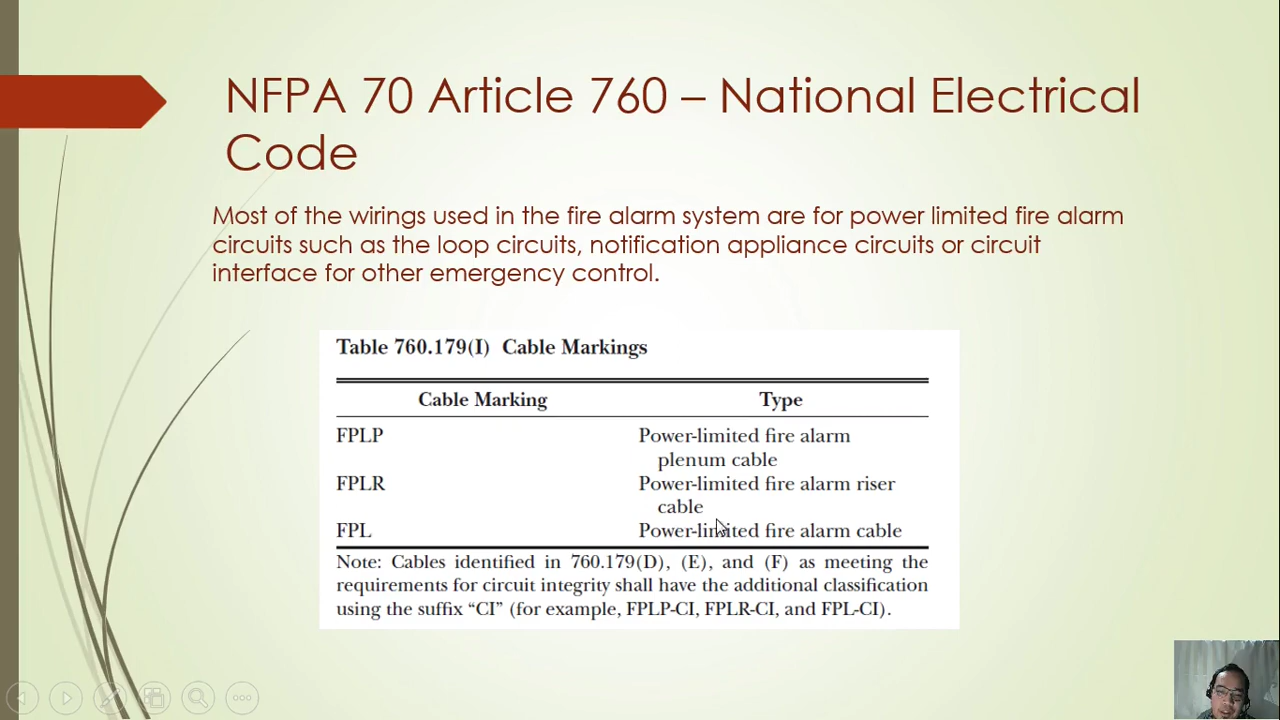 NFPA 70 Article 760 – National Electrical
Code
Most of the wirings used in the fire alarm system are for power limited fire alarm
circuits such as the loop circuits, notification appliance circuits or circuit
interface for other emergency control.
Table 760.179(I) Cable Markings
Cable Marking Type
FPLP Power-limited fire alarm
plenum cable
FPLR Power-limited fire alarm riser
cable
FPL Power-limited fire alarm cable
Note: Cables identified in 760.179(D), (E), and (F) as meeting the
requirements for circuit integrity shall have the additional classification
using the suffix “CI” (for example, FPLP-CI, FPLR-CI, and FPL-CI).